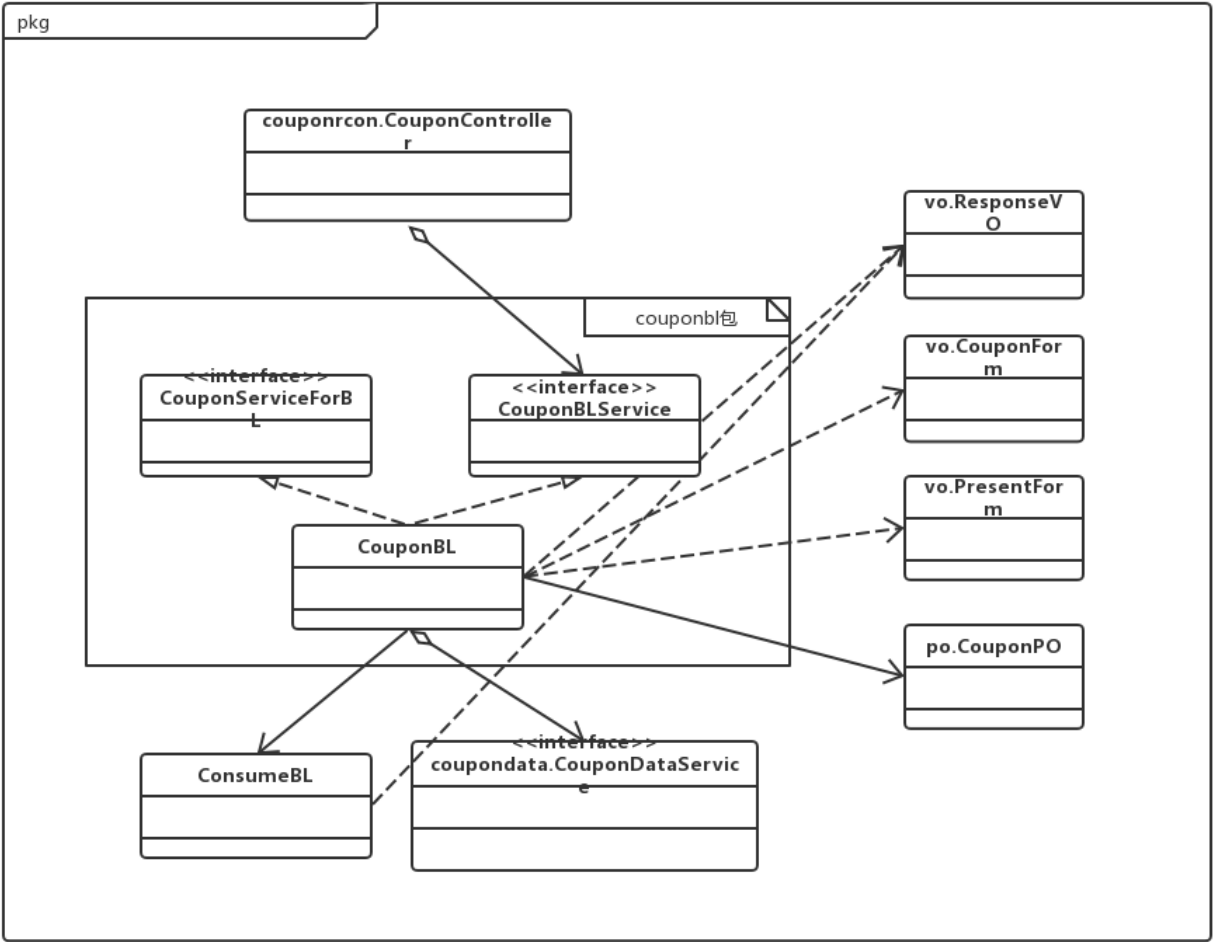 pkg
couponrcon.CouponControlle
r
vo.ResponseV
O
couponbl包
vo.CouponFor
m
<<interface>>
CouponServiceForB
L
<<interface>>
CouponBLService
vo.PresentFor
m
CouponBL
po.CouponPO
ConsumeBL
<<interface>>
coupondata.CouponDataServic
e